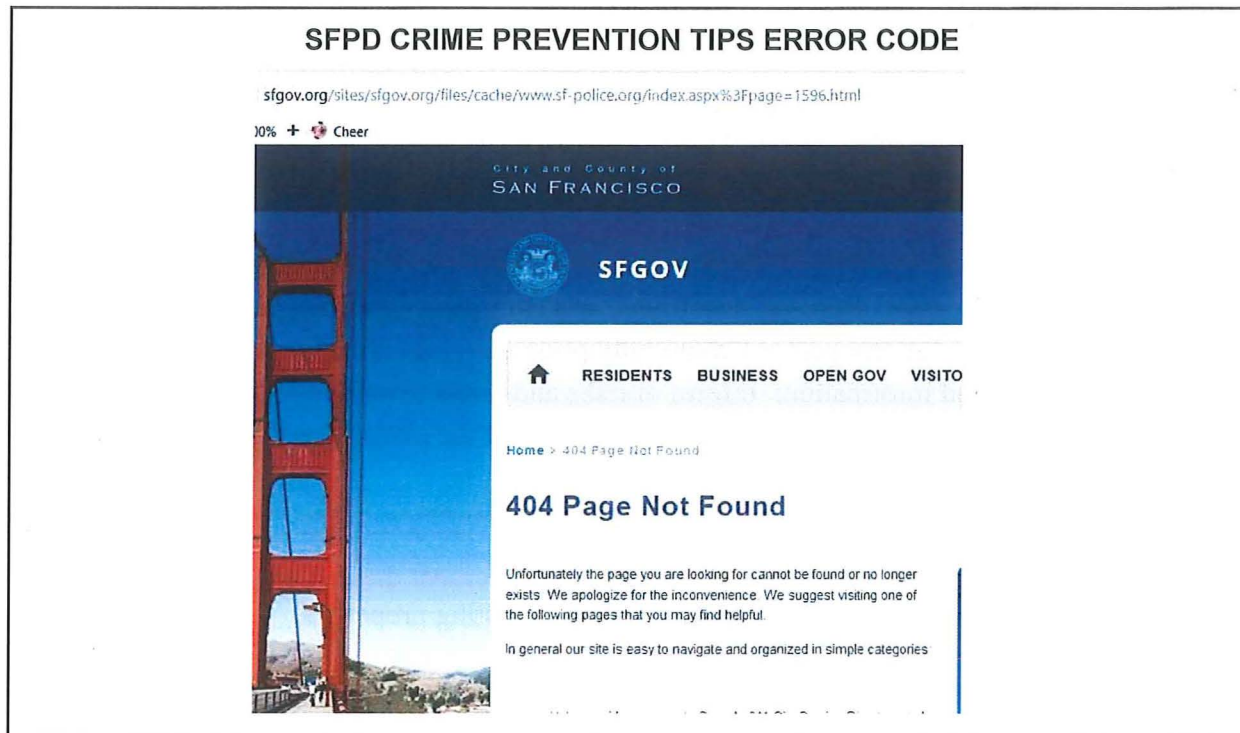 SFPD CRIME PREVENTION TIPS ERROR CODE
sfgov.org/sites/sfgov.org/files/cache/www.sf-police.org/index.aspx%3Fpage=1596.html
00% + Cheer
City and County of
SAN FRANCISCO
SFGOV
RESIDENTS BUSINESS OPEN GOV VISITO
Home > 404 Page Not Found
404 Page Not Found
Unfortunately the page you are looking for cannot be found or no longer
exists. We apologize for the inconvenience. We suggest visiting one of
the following pages that you may find helpful.
In general our site is easy to navigate and organized in simple categories